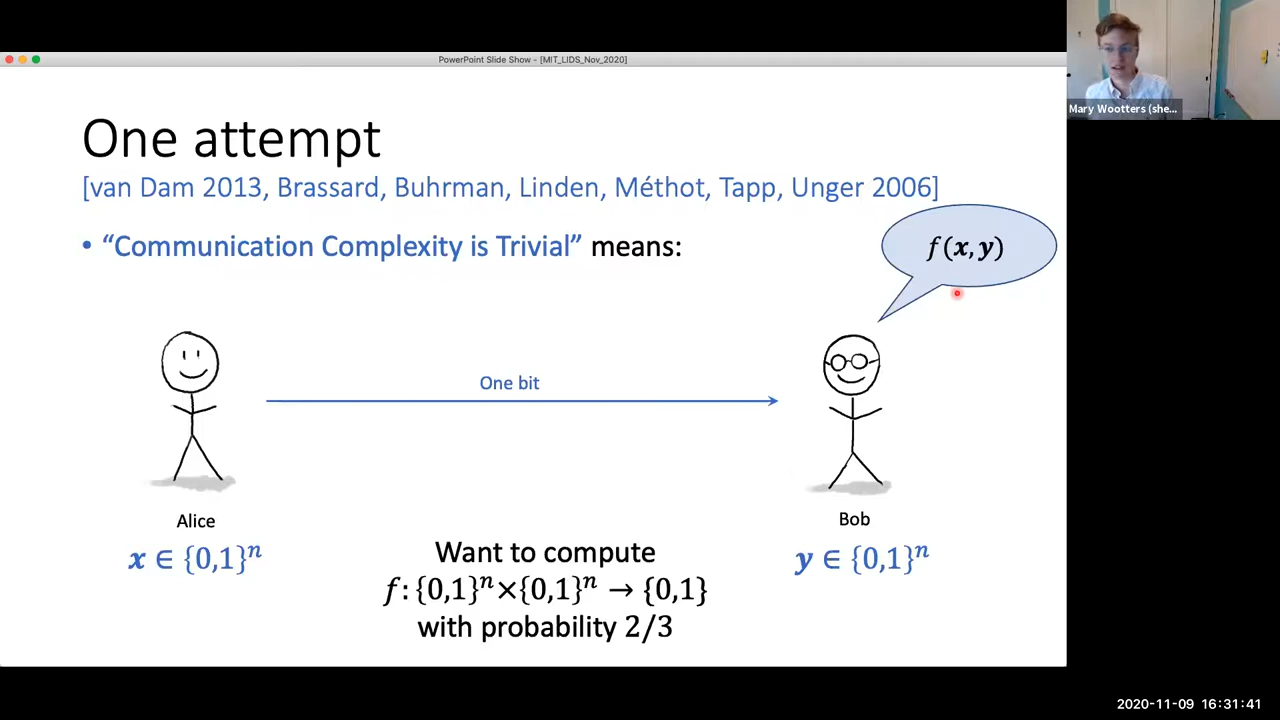 PowerPoint Slide Show - [MIT_LIDS_Nov_2020]
Mary Wootters (she...
One attempt
[van Dam 2013, Brassard, Buhrman, Linden, Méthot, Tapp, Unger 2006]
• “Communication Complexity is Trivial” means:
f(x, y)
One bit
Alice
Bob
x ∈ {0,1}ⁿ
y ∈ {0,1}ⁿ
Want to compute
f: {0,1}ⁿ×{0,1}ⁿ → {0,1}
with probability 2/3
2020-11-09 16:31:41